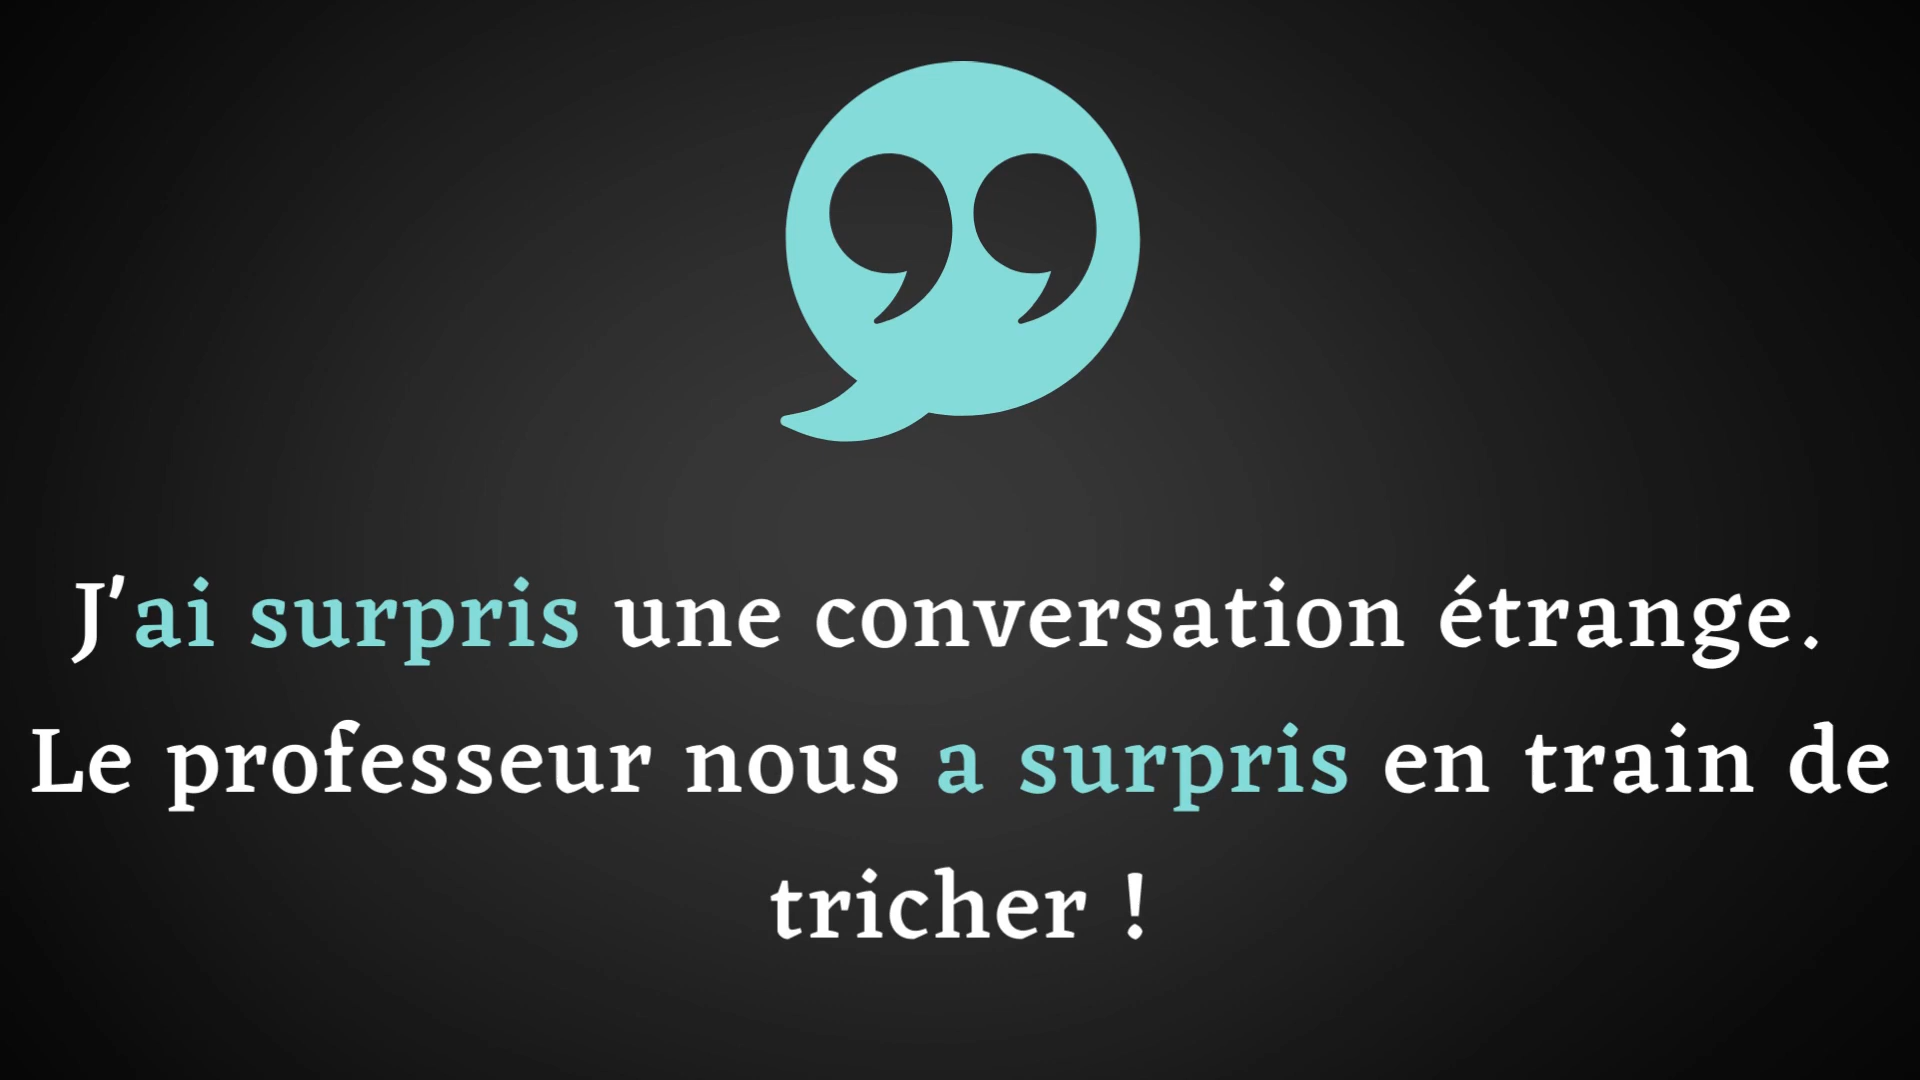 J'ai surpris une conversation étrange.
Le professeur nous a surpris en train de
tricher !